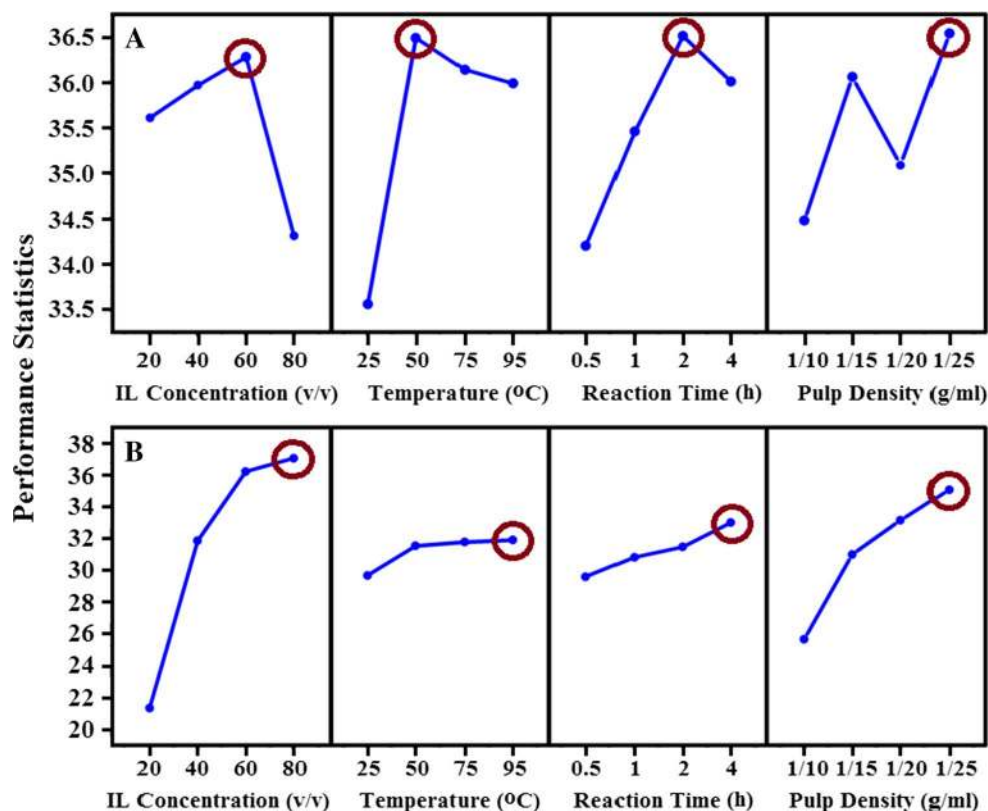 Performance Statistics
A
36.5
36.0
35.5
35.0
34.5
34.0
33.5
20 40 60 80 25 50 75 95 0.5 1 2 4 1/10 1/15 1/20 1/25
IL Concentration (v/v) Temperature (ºC) Reaction Time (h) Pulp Density (g/ml)
B
38
36
34
32
30
28
26
24
22
20
20 40 60 80 25 50 75 95 0.5 1 2 4 1/10 1/15 1/20 1/25
IL Concentration (v/v) Temperature (ºC) Reaction Time (h) Pulp Density (g/ml)